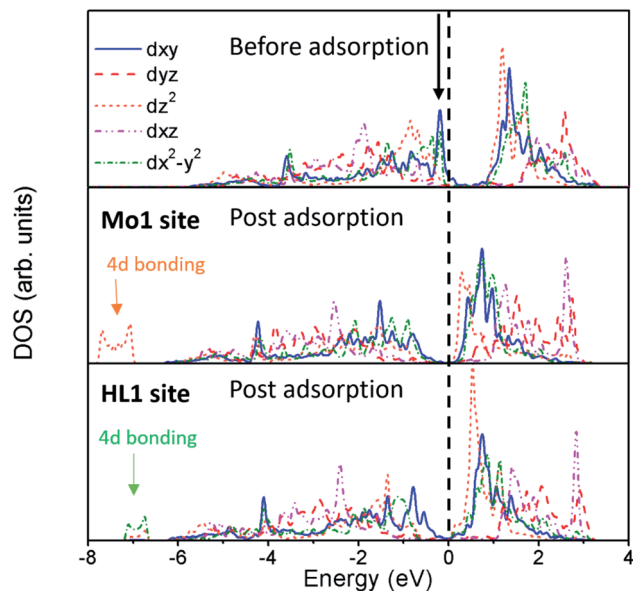 Before adsorption
dxy
dyz
dz²
dxz
dx²-y²
Mo1 site Post adsorption
4d bonding
HL1 site Post adsorption
4d bonding
DOS (arb. units)
-8 -6 -4 -2 0 2 4
Energy (eV)